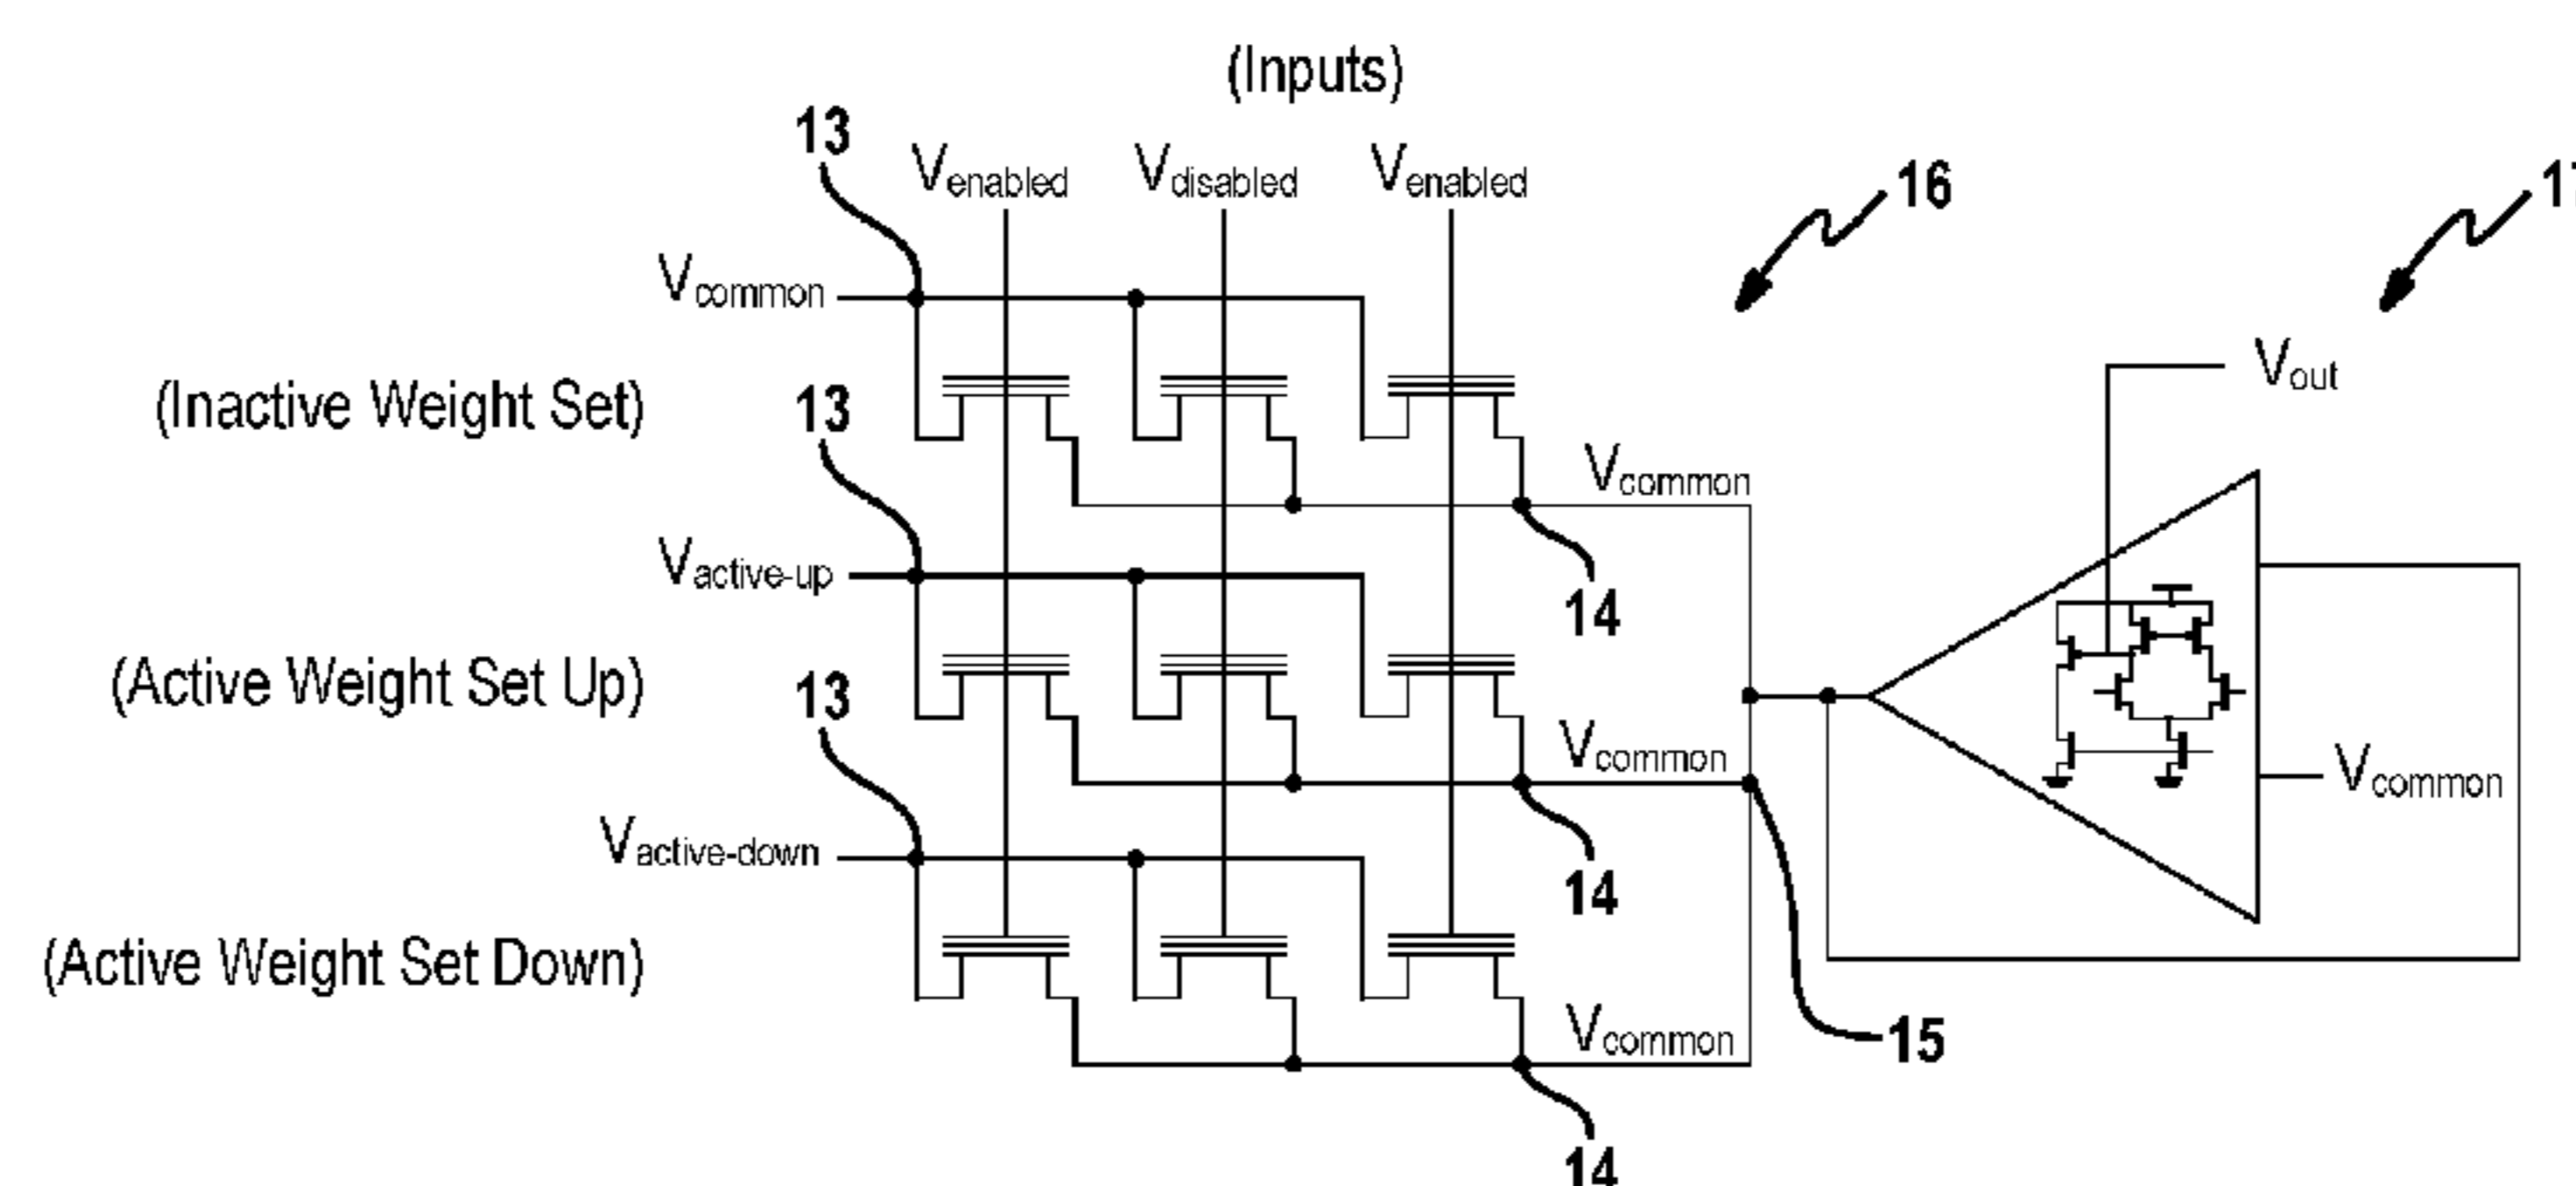 (Inputs)
13
Venabled Vdisabled Venabled
16
Vcommon
Vout
(Inactive Weight Set)
13
Vcommon
Vactive-up
14
(Active Weight Set Up)
13
Vcommon
Vcommon
Vactive-down
14
(Active Weight Set Down)
Vcommon
15
14